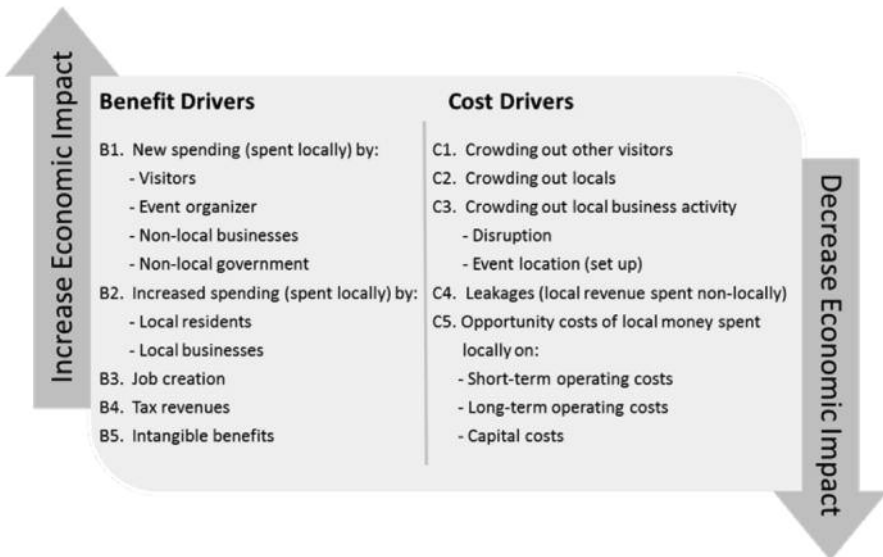 Increase Economic Impact
Benefit Drivers
B1. New spending (spent locally) by:
- Visitors
- Event organizer
- Non-local businesses
- Non-local government
B2. Increased spending (spent locally) by:
- Local residents
- Local businesses
B3. Job creation
B4. Tax revenues
B5. Intangible benefits
Cost Drivers
C1. Crowding out other visitors
C2. Crowding out locals
C3. Crowding out local business activity
- Disruption
- Event location (set up)
C4. Leakages (local revenue spent non-locally)
C5. Opportunity costs of local money spent
locally on:
- Short-term operating costs
- Long-term operating costs
- Capital costs
Decrease Economic Impact